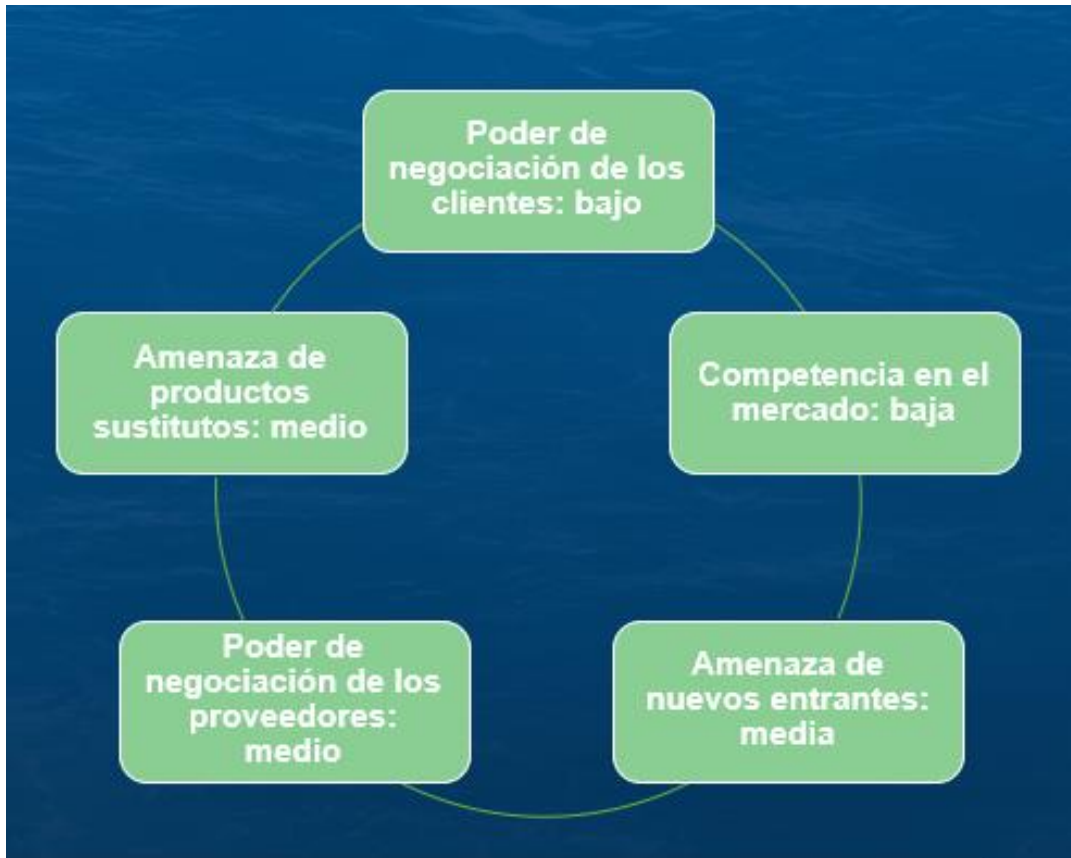 Poder de
negociación de los
clientes: bajo
Competencia en el
mercado: baja
Amenaza de
nuevos entrantes:
media
Poder de
negociación de los
proveedores:
medio
Amenaza de
productos
sustitutos: medio